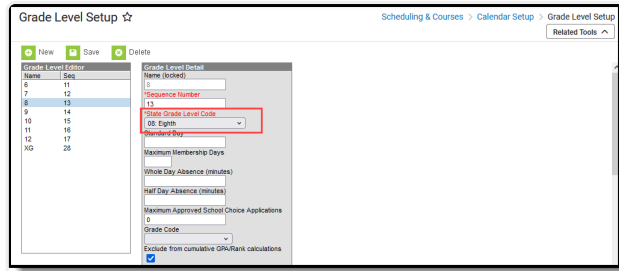 Grade Level Setup ☆
Scheduling & Courses > Calendar Setup > Grade Level Setup
Related Tools
New Save Delete
Grade Level Editor
Name Seq
6 11
7 12
8 13
9 14
10 15
11 16
12 17
XG 28
Grade Level Detail
Name (locked)
8
*Sequence Number
13
*State Grade Level Code
08: Eighth
Standard Day
Maximum Membership Days
Whole Day Absence (minutes)
Half Day Absence (minutes)
Maximum Approved School Choice Applications
0
Grade Code
Exclude from cumulative GPA/Rank calculations